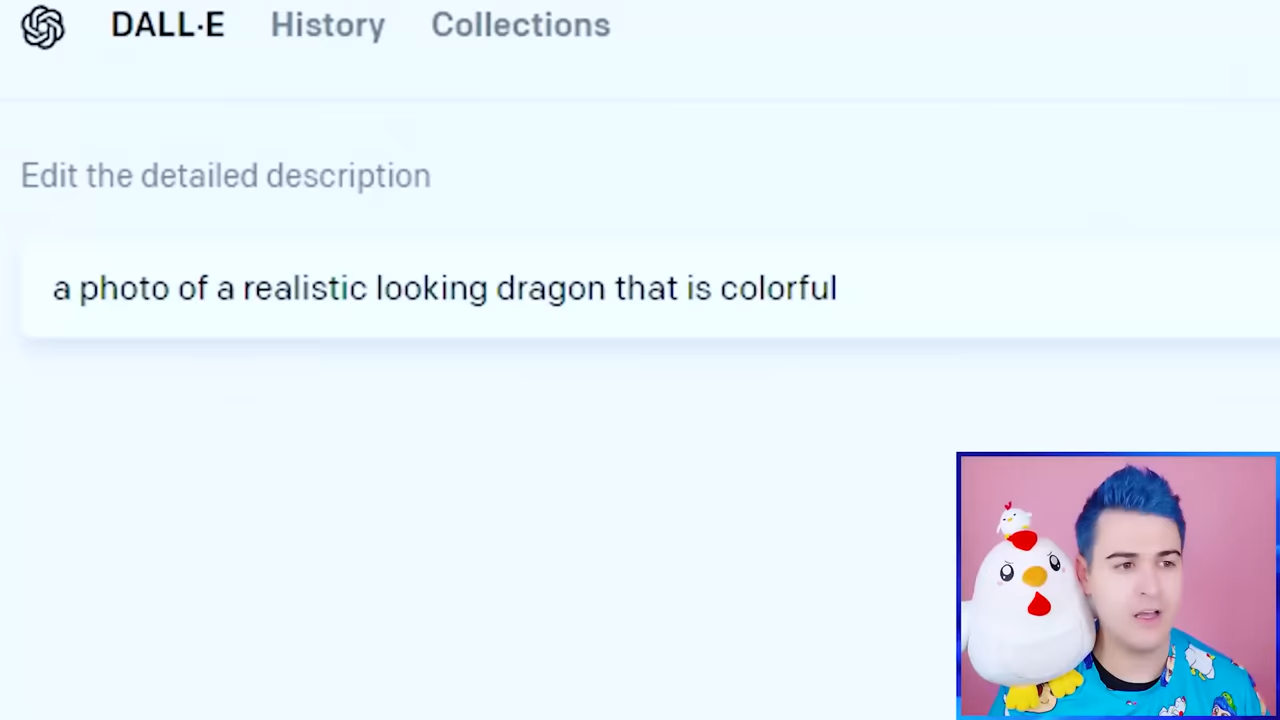 DALL·E History Collections
Edit the detailed description
a photo of a realistic looking dragon that is colorful